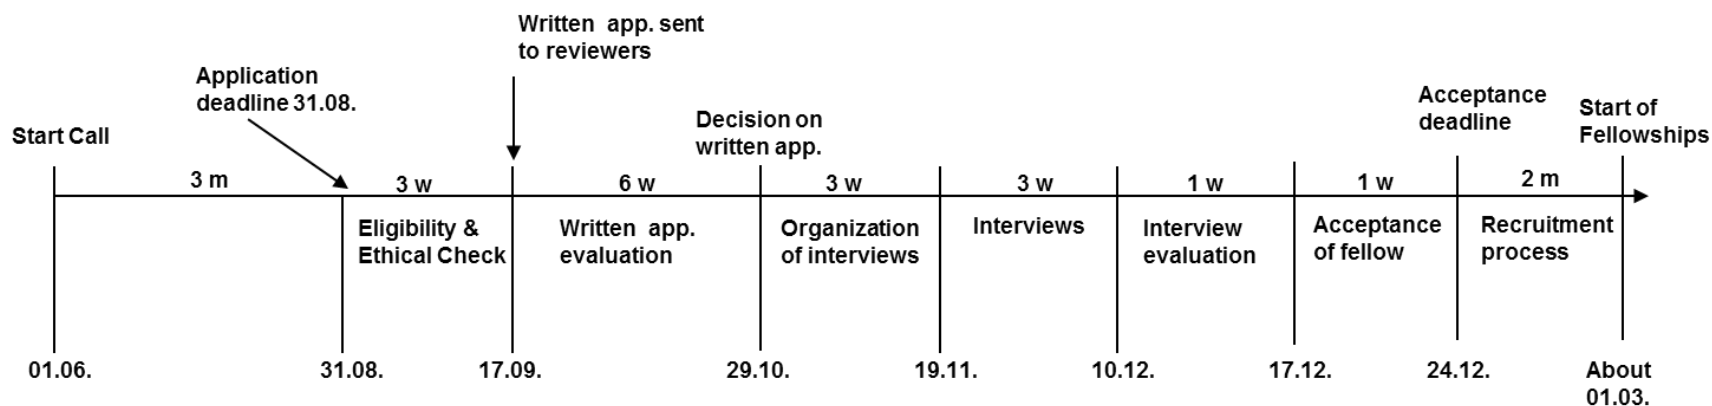 Written app. sent
to reviewers
Application
deadline 31.08.
Acceptance
deadline
Start of
Fellowships
Decision on
written app.
Start Call
3 m
3 w
6 w
3 w
3 w
1 w
1 w
2 m
Eligibility &
Ethical Check
Written app.
evaluation
Organization
of interviews
Interviews
Interview
evaluation
Acceptance
of fellow
Recruitment
process
01.06.
31.08.
17.09.
29.10.
19.11.
10.12.
17.12.
24.12.
About
01.03.